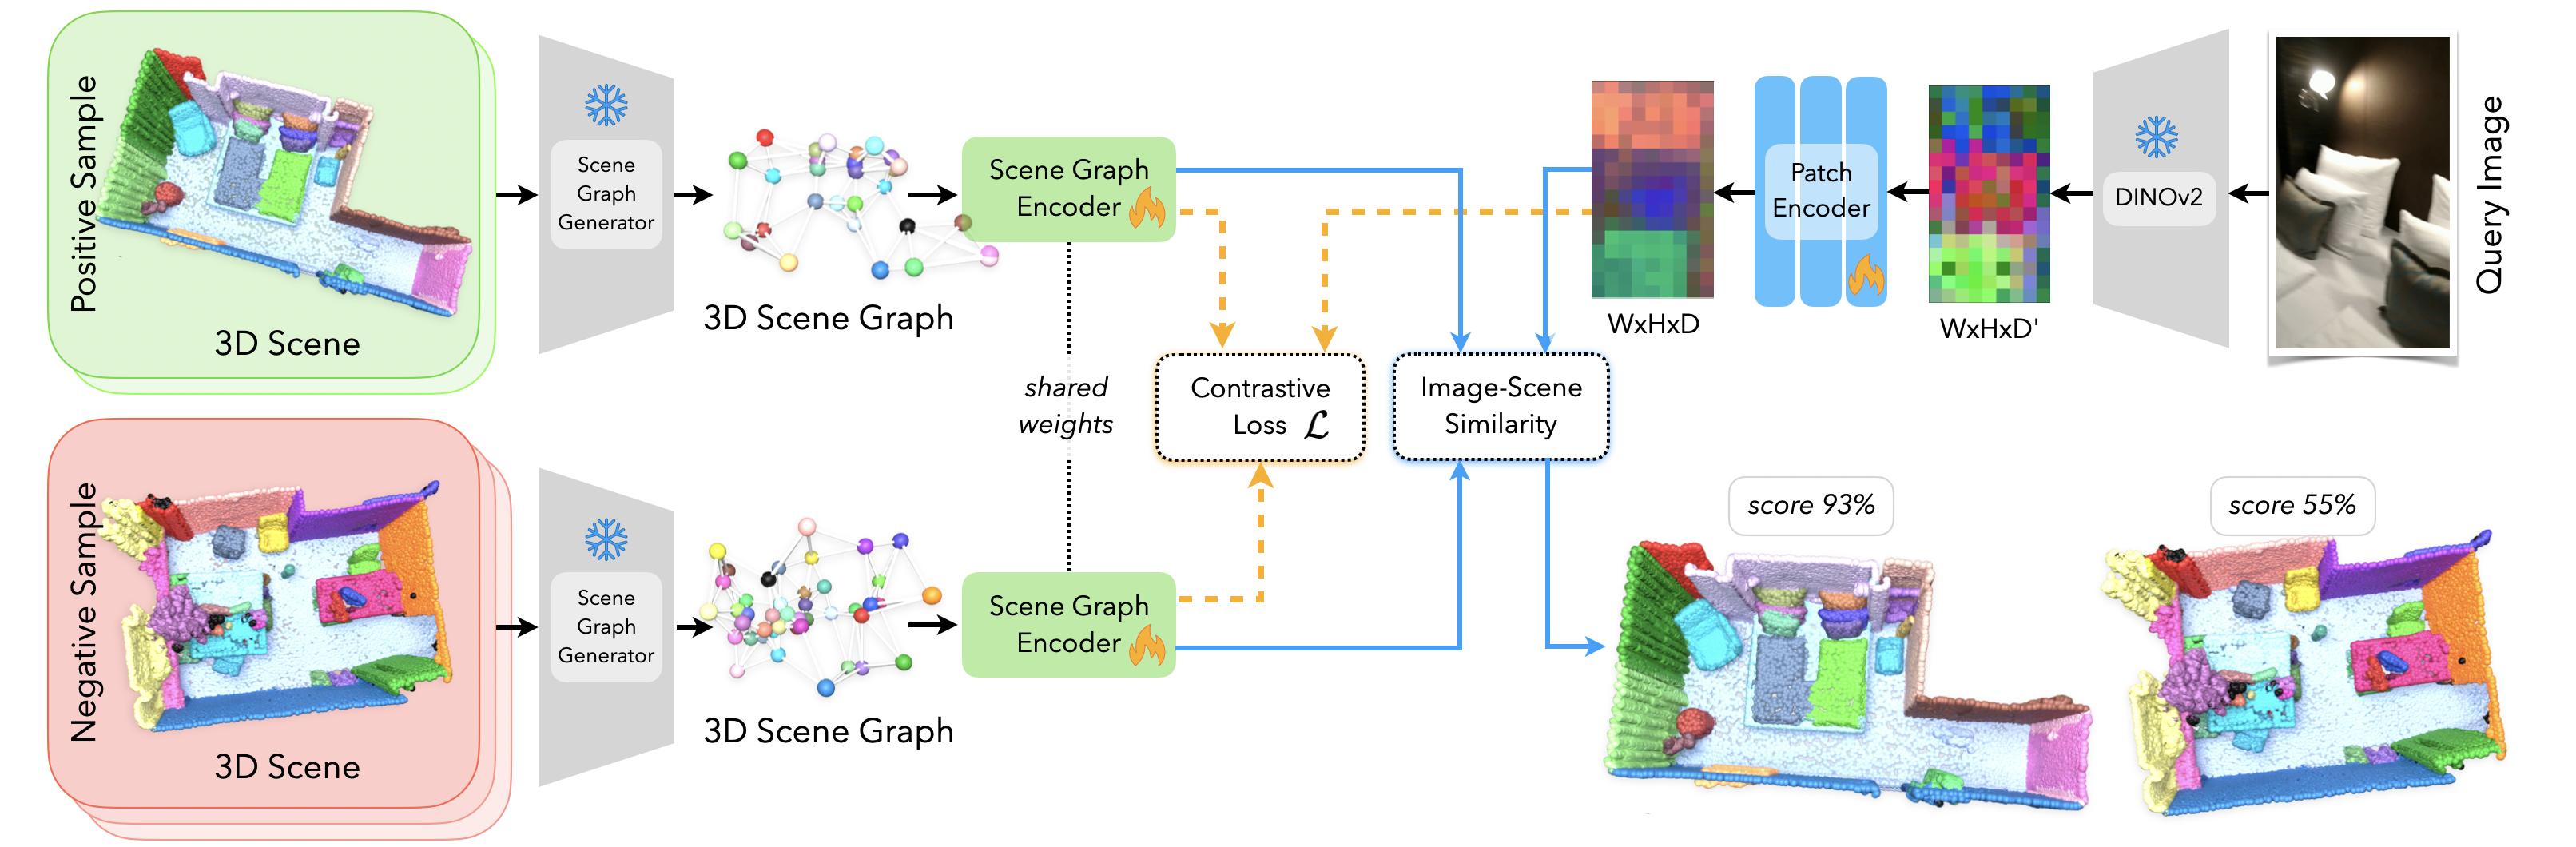 Positive Sample
3D Scene
Scene
Graph
Generator
3D Scene Graph
Scene Graph
Encoder
shared
weights
Contrastive
Loss ℒ
Image-Scene
Similarity
WxHxD
Patch
Encoder
WxHxD'
DINOv2
Query Image
Negative Sample
3D Scene
Scene
Graph
Generator
3D Scene Graph
Scene Graph
Encoder
score 93%
score 55%